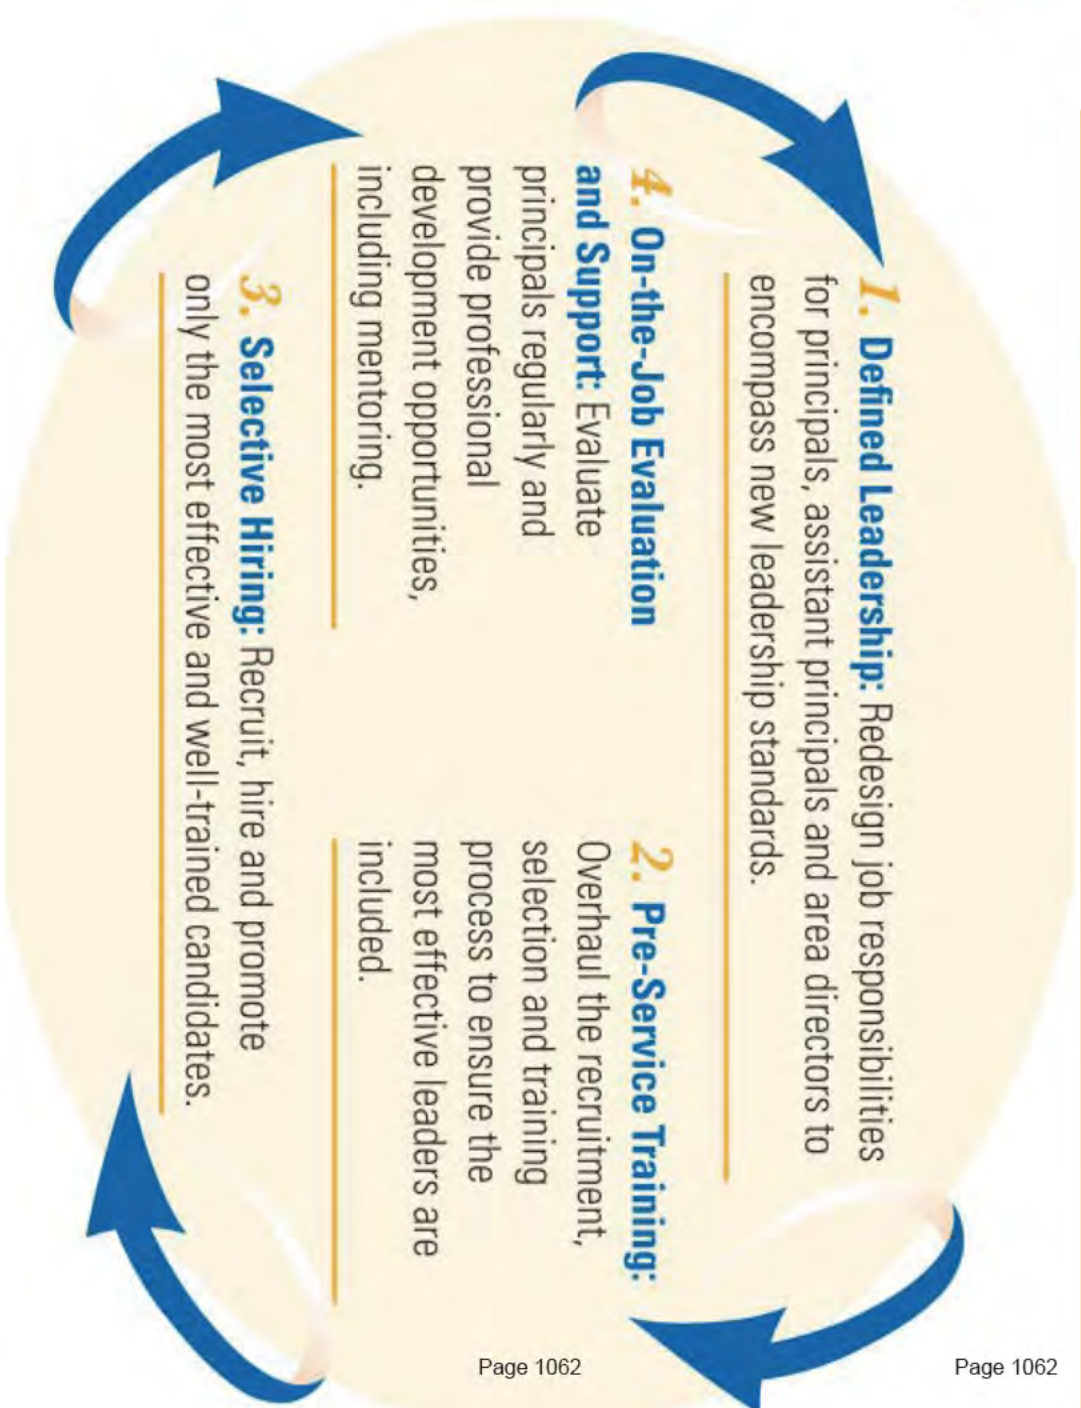 1. Defined Leadership: Redesign job responsibilities
for principals, assistant principals and area directors to
encompass new leadership standards.
2. Pre-Service Training:
Overhaul the recruitment,
selection and training
process to ensure the
most effective leaders are
included.
3. Selective Hiring: Recruit, hire and promote
only the most effective and well-trained candidates.
4. On-the-Job Evaluation
and Support: Evaluate
principals regularly and
provide professional
development opportunities,
including mentoring.
Page 1062
Page 1062